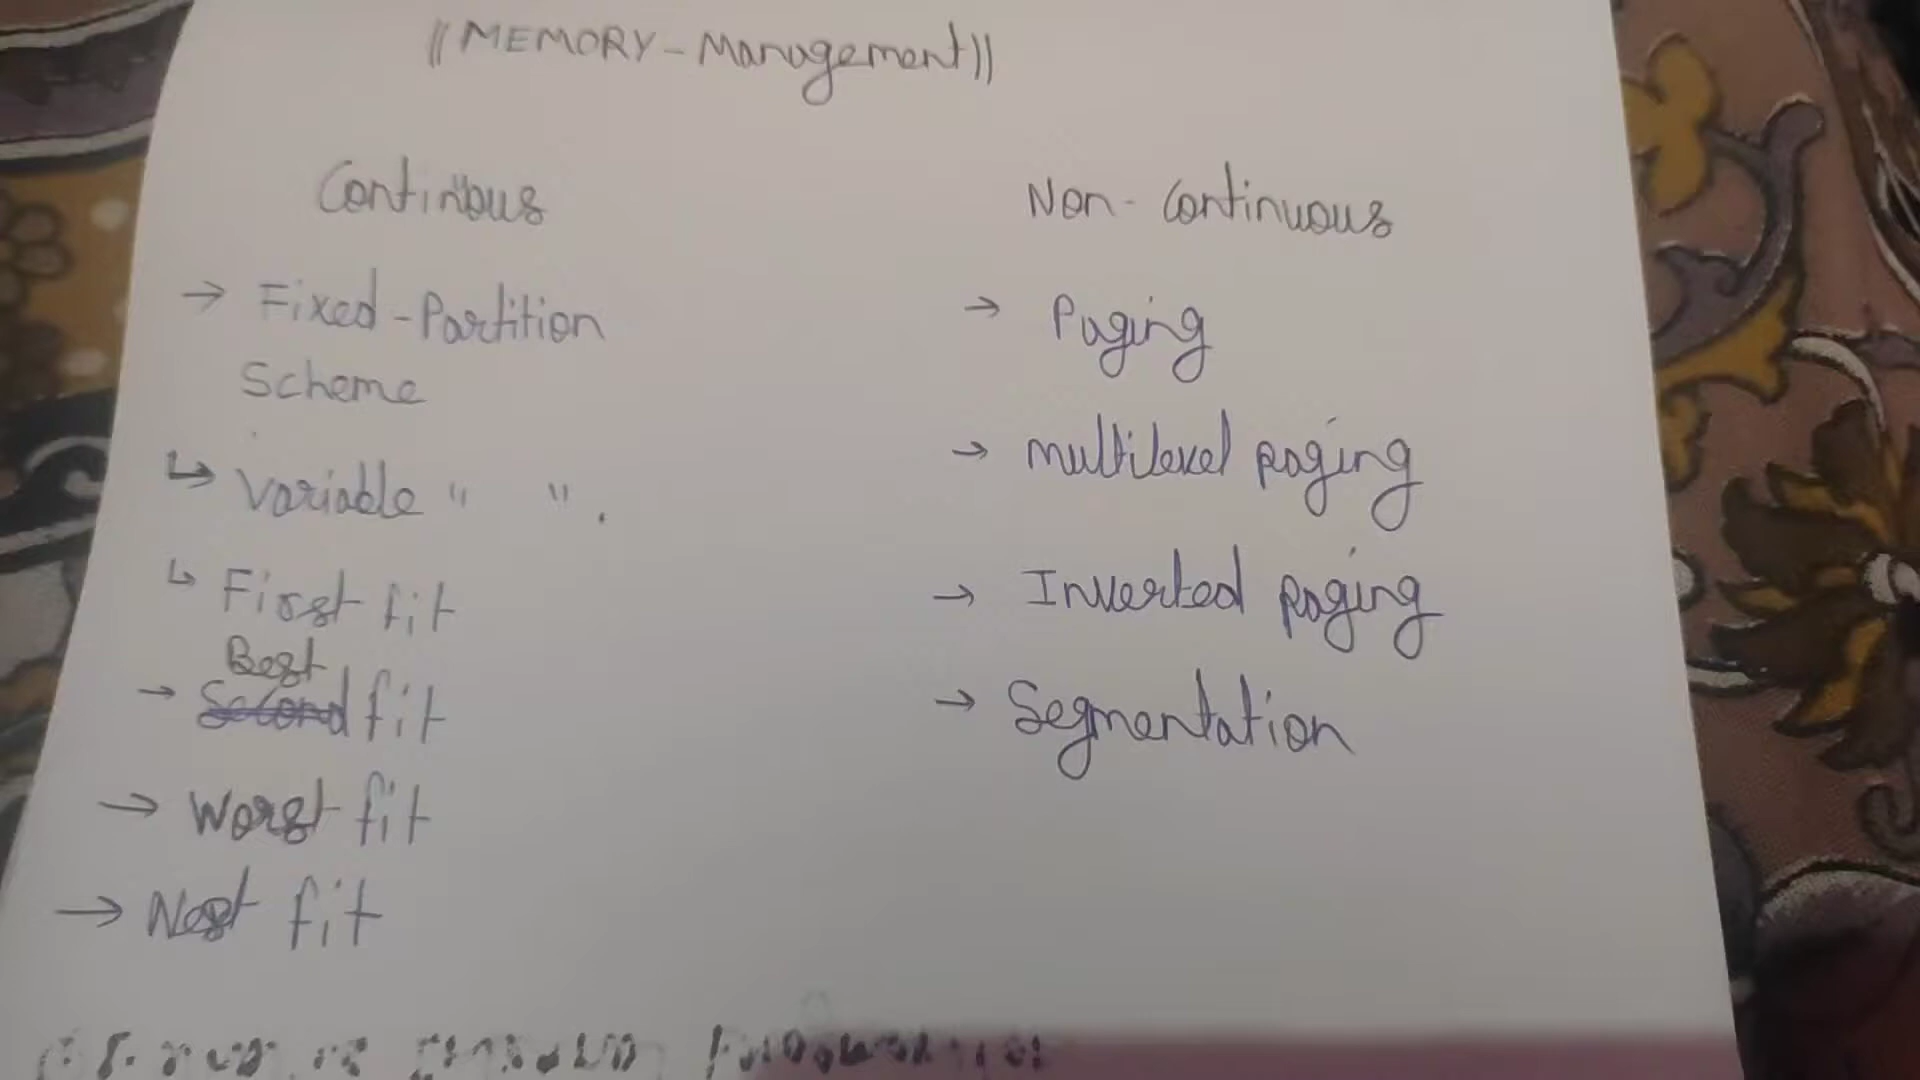 ||MEMORY-Management||
Continous
→ Fixed-Partition
Scheme
↳ Variable " ".
↳ First fit
Best
→ Second fit
→ Worst fit
→ Next fit
Non-Continuous
→ Paging
→ multilevel paging
→ Inverted paging
→ Segmentation